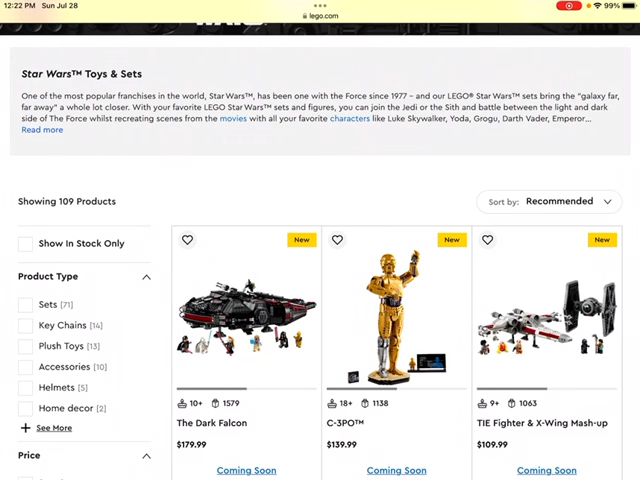 12:22 PM Sun Jul 28
99%
lego.com
WARS
Star Wars™ Toys & Sets
One of the most popular franchises in the world, Star Wars™, has been one with the Force since 1977 – and our LEGO® Star Wars™ sets bring the "galaxy far,
far away" a whole lot closer. With your favorite LEGO Star Wars™ sets and figures, you can join the Jedi or the Sith and battle between the light and dark
side of The Force whilst recreating scenes from the movies with all your favorite characters like Luke Skywalker, Yoda, Grogu, Darth Vader, Emperor...
Read more
Showing 109 Products
Sort by: Recommended
Show In Stock Only
Product Type
Sets [71]
Key Chains [14]
Plush Toys [13]
Accessories [10]
Helmets [5]
Home decor [2]
See More
Price
New
10+ 1579
The Dark Falcon
$179.99
Coming Soon
New
18+ 1138
C-3PO™
$139.99
Coming Soon
New
9+ 1063
TIE Fighter & X-Wing Mash-up
$109.99
Coming Soon